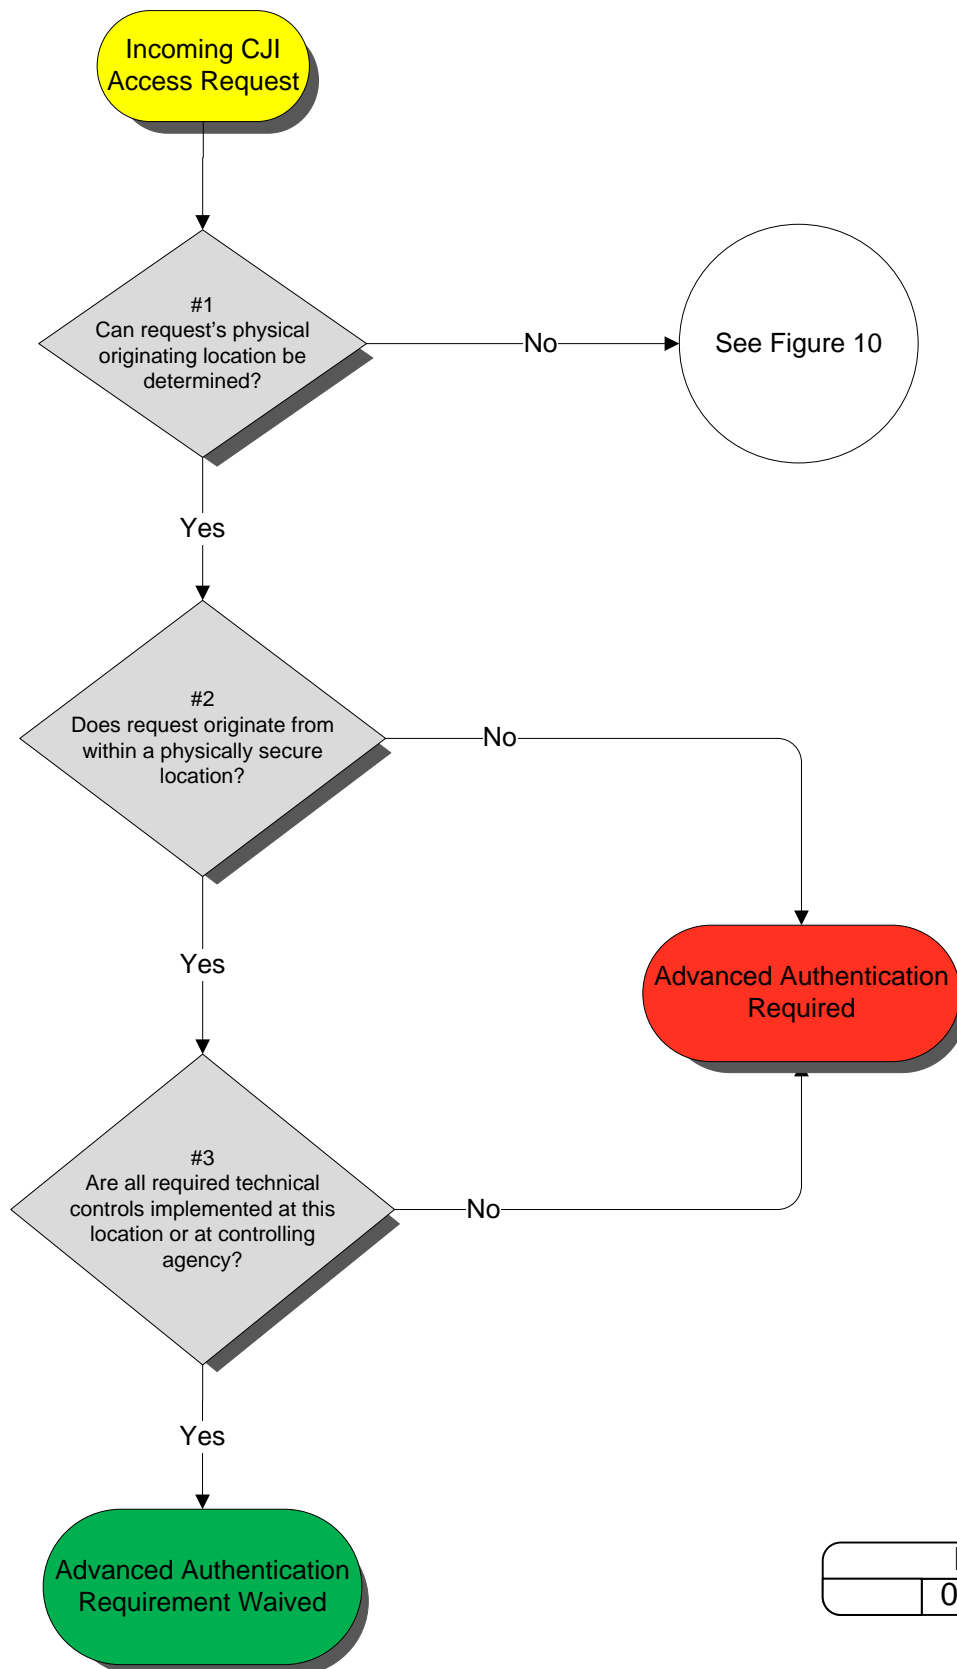 Incoming CJI
Access Request
#1
Can request’s physical
originating location be
determined?
No
See Figure 10
Yes
#2
Does request originate from
within a physically secure
location?
No
Yes
Advanced Authentication
Required
#3
Are all required technical
controls implemented at this
location or at controlling
agency?
No
Yes
Advanced Authentication
Requirement Waived
0